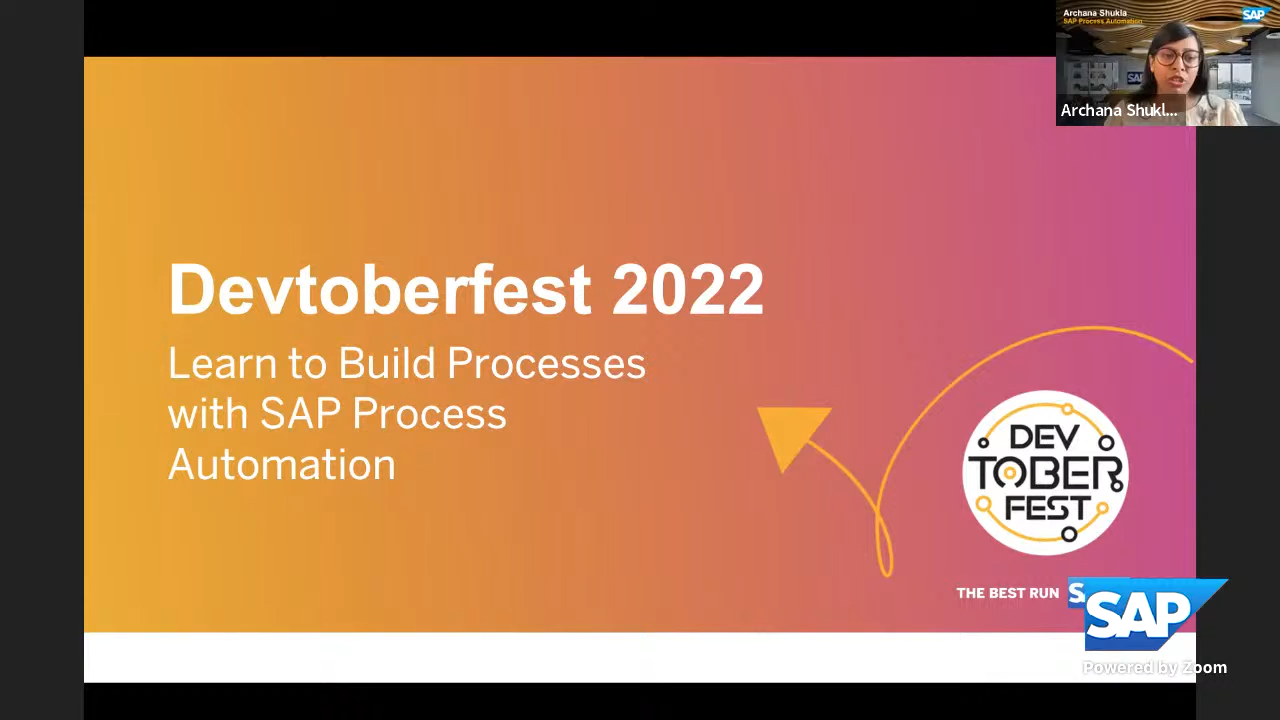 Archana Shukla
SAP Process Automation
SAP
SAP
Archana Shukl...
Devtoberfest 2022
Learn to Build Processes
with SAP Process
Automation
DEV
TOBER
FEST
THE BEST RUN
SAP
Powered by Zoom